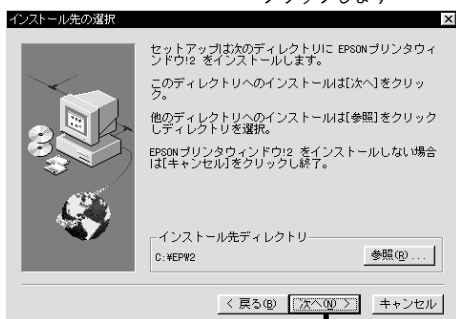 クリックします
インストール先の選択
セットアップは次のディレクトリに EPSONプリンタウィ
ンドウ!2 をインストールします。
このディレクトリへのインストールは[次へ]をクリッ
ク。
他のディレクトリへのインストールは[参照]をクリック
しディレクトリを選択。
EPSONプリンタウィンドウ!2 をインストールしない場合
は[キャンセル]をクリックし終了。
インストール先ディレクトリ
C:¥EPW2
参照(R)...
< 戻る(B)
次へ(N) >
キャンセル